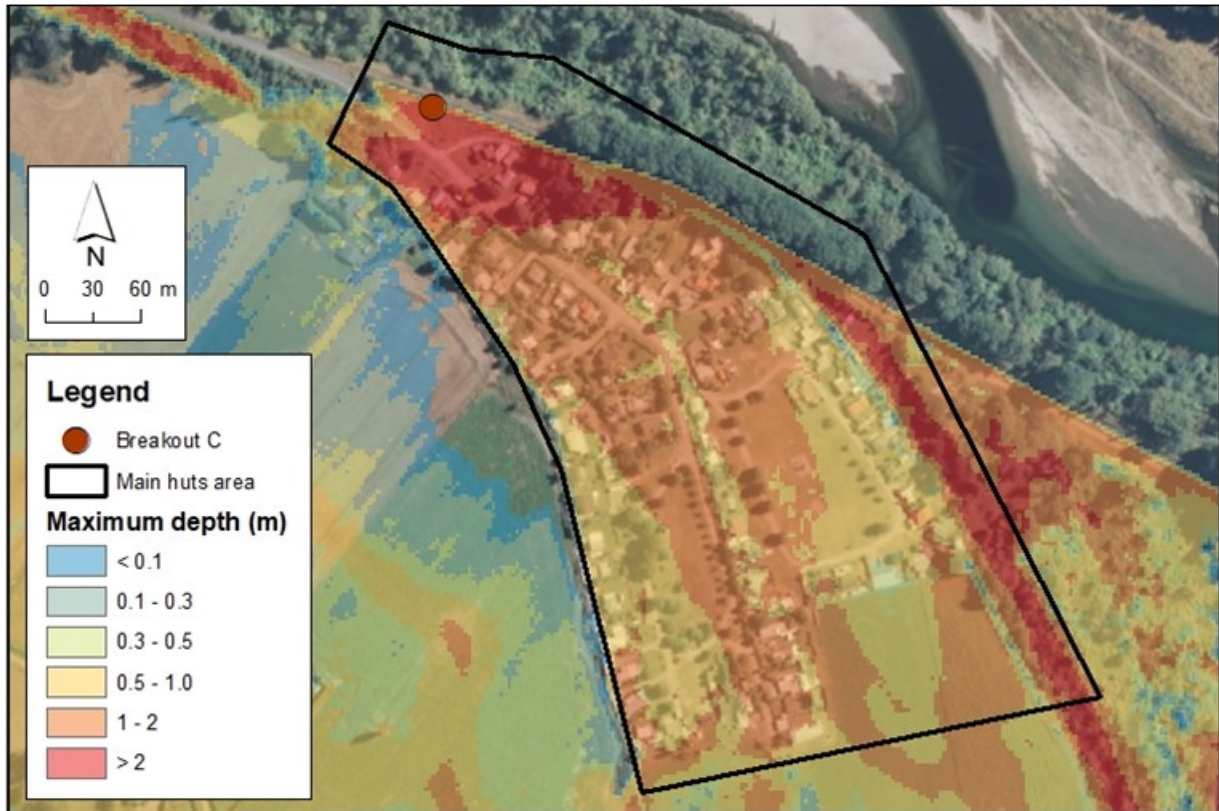 N
0 30 60 m
Legend
Breakout C
Main huts area
Maximum depth (m)
< 0.1
0.1 - 0.3
0.3 - 0.5
0.5 - 1.0
1 - 2
> 2